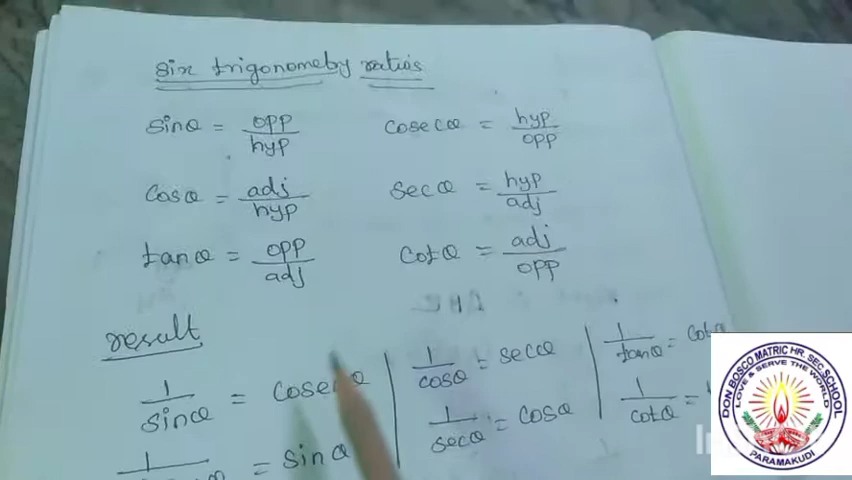 six trigonometry ratios
sinθ = opp/hyp cosecθ = hyp/opp
cosθ = adj/hyp secθ = hyp/adj
tanθ = opp/adj cotθ = adj/opp
result
1/sinθ = cosecθ | 1/cosθ = secθ | 1/tanθ = cotθ
= sinθ | 1/secθ = cosθ | 1/cotθ =
DON BOSCO MATRIC HR. SEC. SCHOOL
LOVE & SERVE THE WORLD
PARAMAKUDI